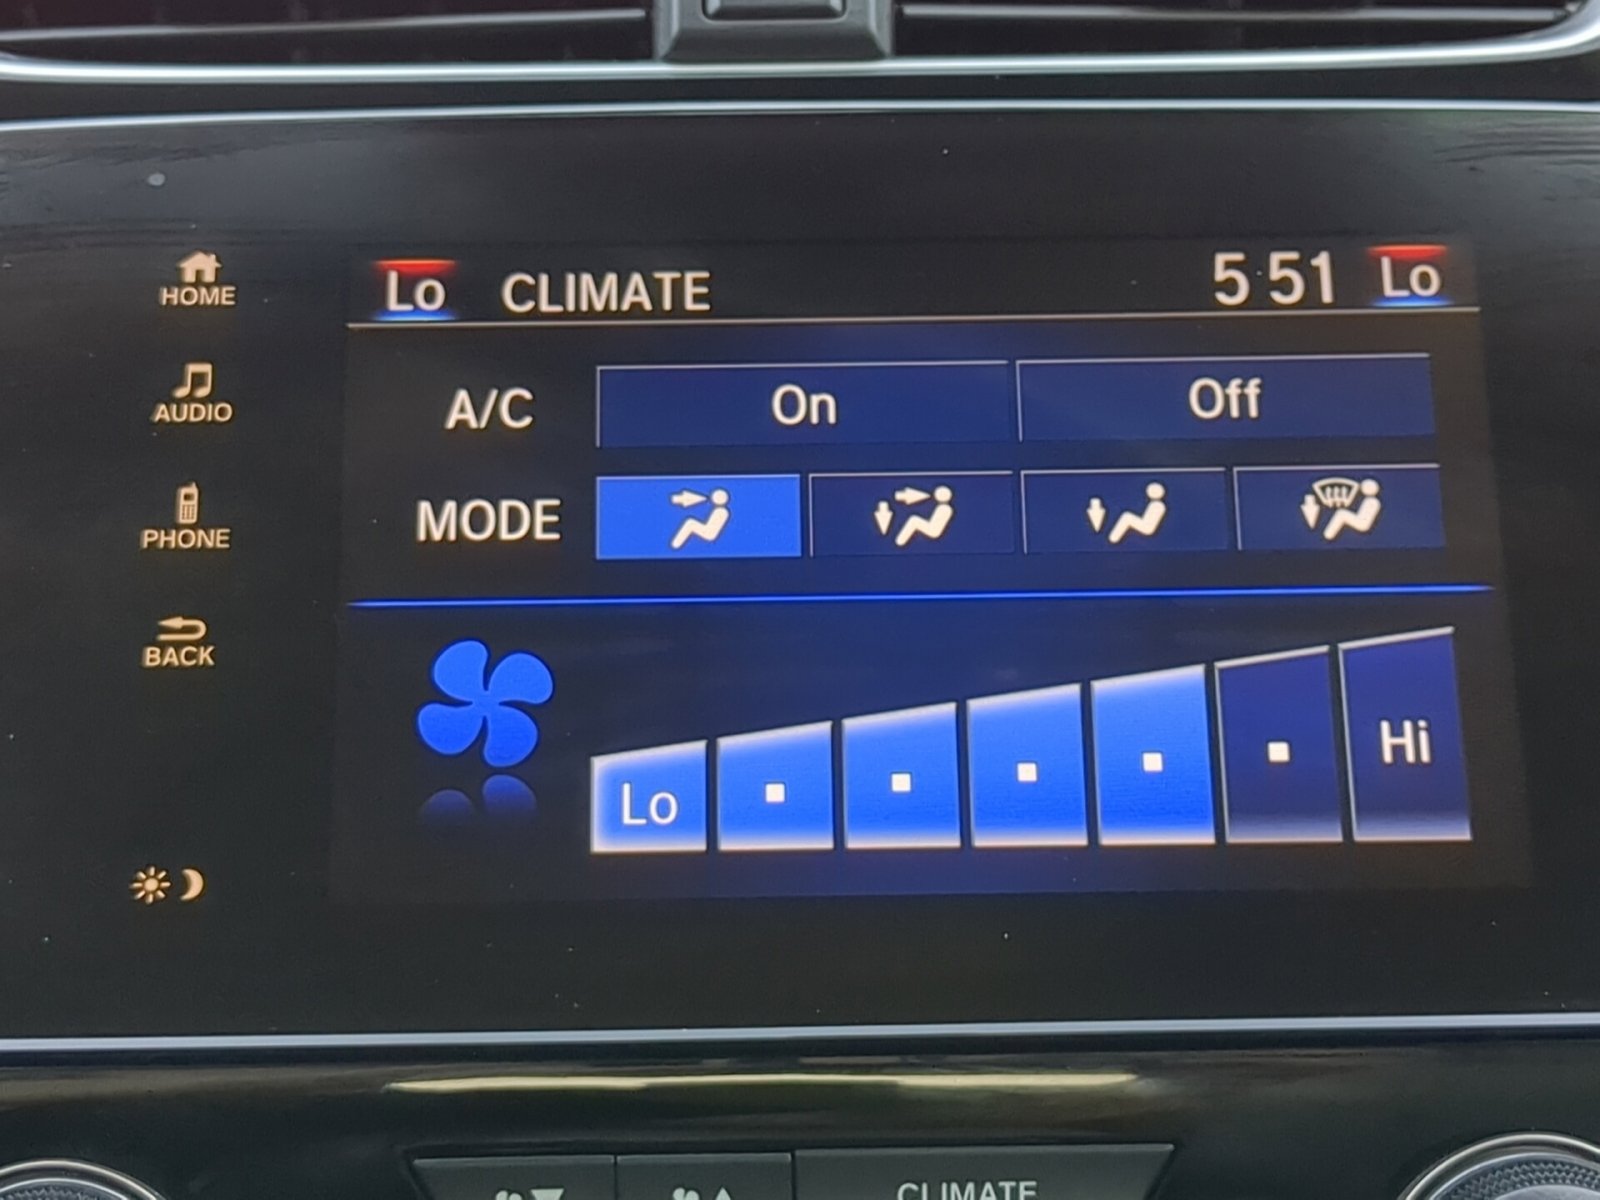 Lo CLIMATE 5:51 Lo
HOME
A/C On Off
AUDIO
MODE
PHONE
BACK
Lo Hi
CLIMATE